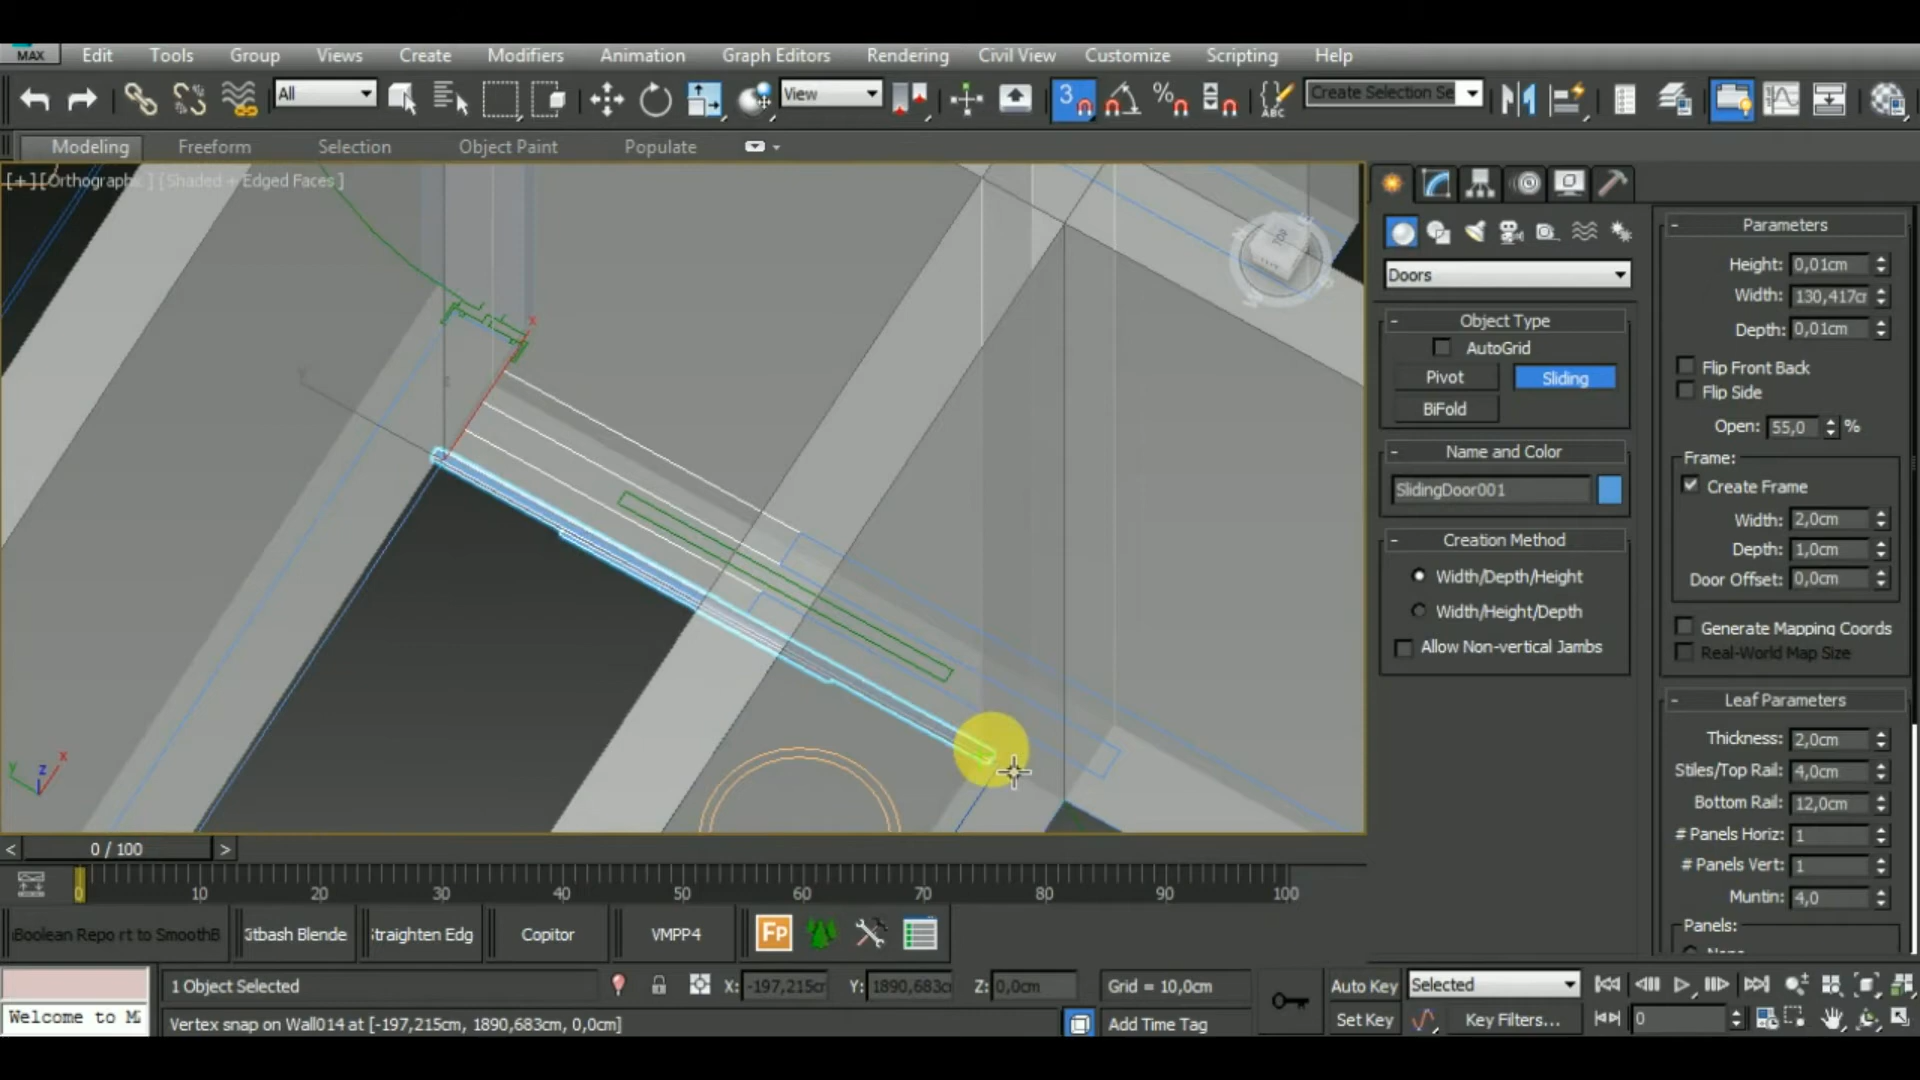 MAX Edit Tools Group Views Create Modifiers Animation Graph Editors Rendering Civil View Customize Scripting Help
All View 3 % ABC Create Selection Se
Modeling Freeform Selection Object Paint Populate
[+][Orthographic][Shaded + Edged Faces]
TOP
x
z
x
y
z
Doors
- Object Type
AutoGrid
Pivot Sliding
BiFold
- Name and Color
SlidingDoor001
- Creation Method
Width/Depth/Height
Width/Height/Depth
Allow Non-vertical Jambs
- Parameters
Height: 0,01cm
Width: 130,417cr
Depth: 0,01cm
Flip Front Back
Flip Side
Open: 55,0 %
Frame:
Create Frame
Width: 2,0cm
Depth: 1,0cm
Door Offset: 0,0cm
Generate Mapping Coords
Real-World Map Size
- Leaf Parameters
Thickness: 2,0cm
Stiles/Top Rail: 4,0cm
Bottom Rail: 12,0cm
# Panels Horiz: 1
# Panels Vert: 1
Muntin: 4,0
Panels:
< 0 / 100 >
0 10 20 30 40 50 60 70 80 90 100
Boolean Repo rt to SmoothB itbash Blende traighten Edg Copitor VMPP4 FP
1 Object Selected X: -197,215cr Y: 1890,683c Z: 0,0cm Grid = 10,0cm Auto Key Selected
Welcome to M Vertex snap on Wall014 at [-197,215cm, 1890,683cm, 0,0cm] Add Time Tag Set Key Key Filters... 0